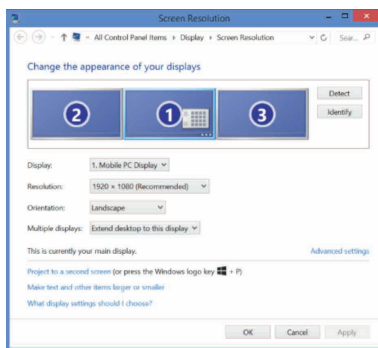 Screen Resolution
All Control Panel Items Display Screen Resolution Sear...
Change the appearance of your displays
2 1 3
Detect
Identify
Display: 1. Mobile PC Display
Resolution: 1920 × 1080 (Recommended)
Orientation: Landscape
Multiple displays: Extend desktop to this display
This is currently your main display. Advanced settings
Project to a second screen (or press the Windows logo key + P)
Make text and other items larger or smaller
What display settings should I choose?
OK Cancel Apply